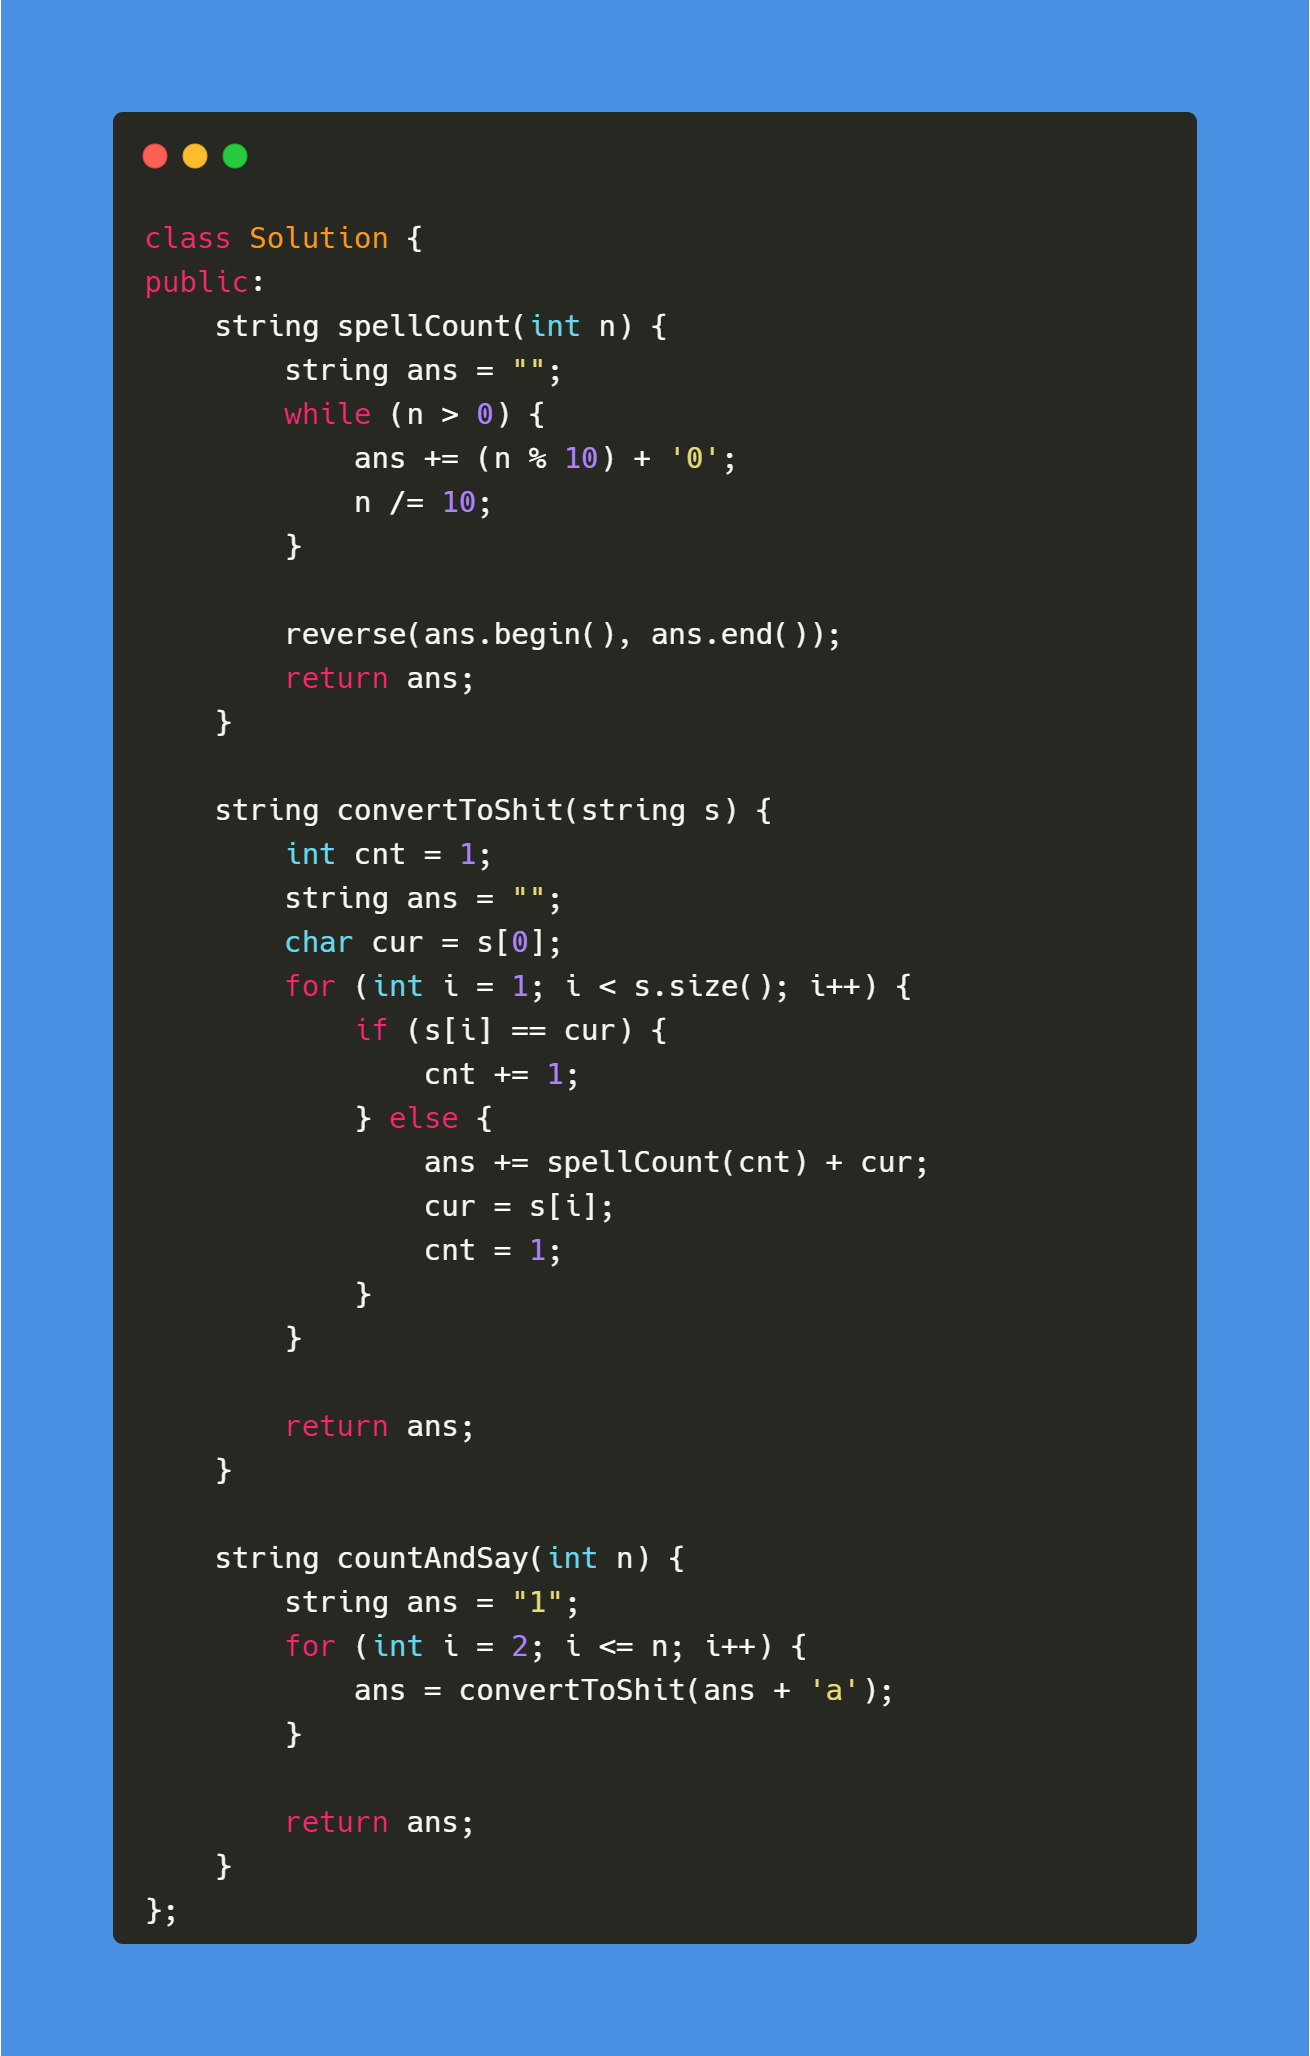 class Solution {
public:
    string spellCount(int n) {
        string ans = "";
        while (n > 0) {
            ans += (n % 10) + '0';
            n /= 10;
        }

        reverse(ans.begin(), ans.end());
        return ans;
    }

    string convertToShit(string s) {
        int cnt = 1;
        string ans = "";
        char cur = s[0];
        for (int i = 1; i < s.size(); i++) {
            if (s[i] == cur) {
                cnt += 1;
            } else {
                ans += spellCount(cnt) + cur;
                cur = s[i];
                cnt = 1;
            }
        }

        return ans;
    }

    string countAndSay(int n) {
        string ans = "1";
        for (int i = 2; i <= n; i++) {
            ans = convertToShit(ans + 'a');
        }

        return ans;
    }
};